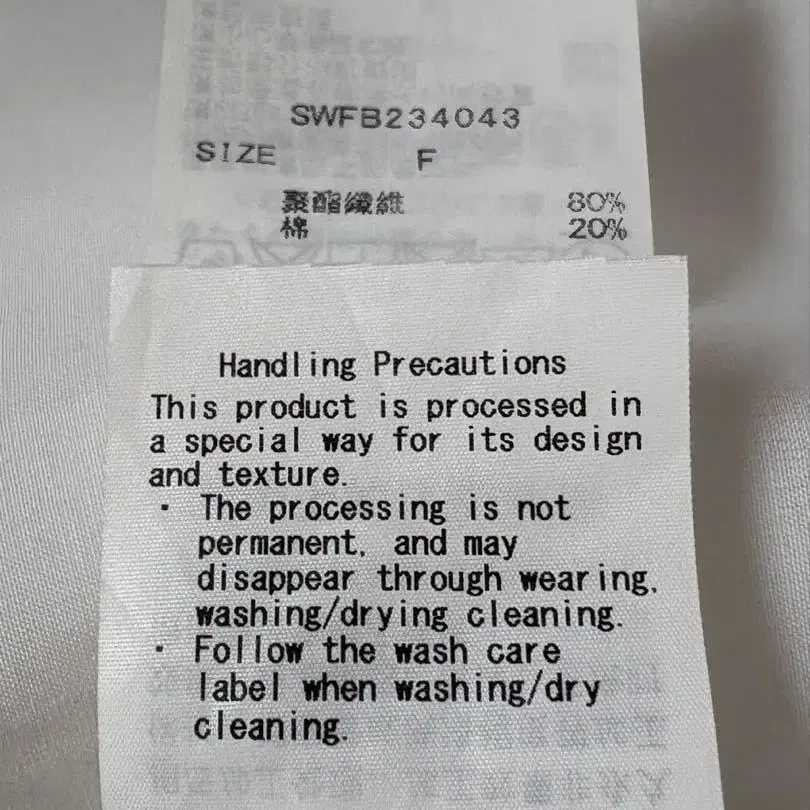 SWFB234043
SIZE F
聚酯纖維 80%
棉 20%
Handling Precautions
This product is processed in
a special way for its design
and texture.
・ The processing is not
permanent, and may
disappear through wearing,
washing/drying cleaning.
・ Follow the wash care
label when washing/dry
cleaning.